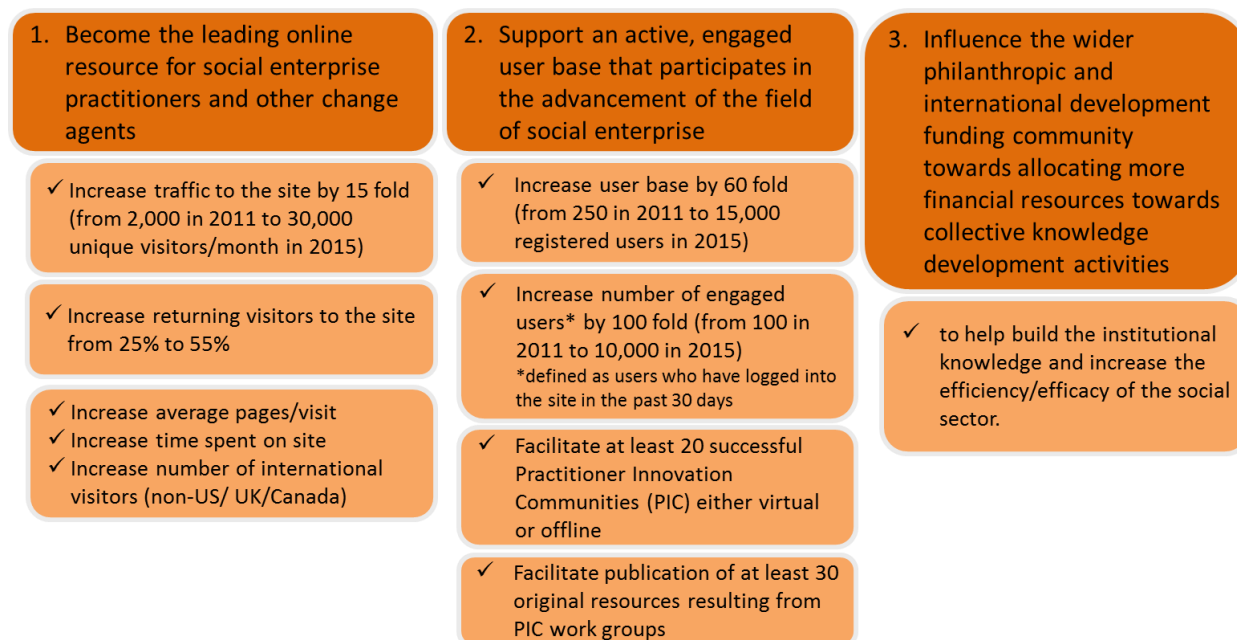 1. Become the leading online
resource for social enterprise
practitioners and other change
agents
✓ Increase traffic to the site by 15 fold
(from 2,000 in 2011 to 30,000
unique visitors/month in 2015)
✓ Increase returning visitors to the site
from 25% to 55%
✓ Increase average pages/visit
✓ Increase time spent on site
✓ Increase number of international
visitors (non-US/ UK/Canada)
2. Support an active, engaged
user base that participates in
the advancement of the field
of social enterprise
✓ Increase user base by 60 fold
(from 250 in 2011 to 15,000
registered users in 2015)
✓ Increase number of engaged
users* by 100 fold (from 100 in
2011 to 10,000 in 2015)
*defined as users who have logged into
the site in the past 30 days
✓ Facilitate at least 20 successful
Practitioner Innovation
Communities (PIC) either virtual
or offline
✓ Facilitate publication of at least 30
original resources resulting from
PIC work groups
3. Influence the wider
philanthropic and
international development
funding community
towards allocating more
financial resources towards
collective knowledge
development activities
✓ to help build the institutional
knowledge and increase the
efficiency/efficacy of the social
sector.